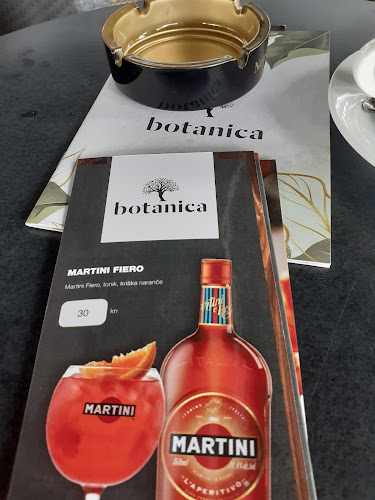 botanica
botanica
MARTINI FIERO
Martini Fiero, tonik, kriška naranče
30 kn
MARTINI
MARTINI
L'APERITIVO